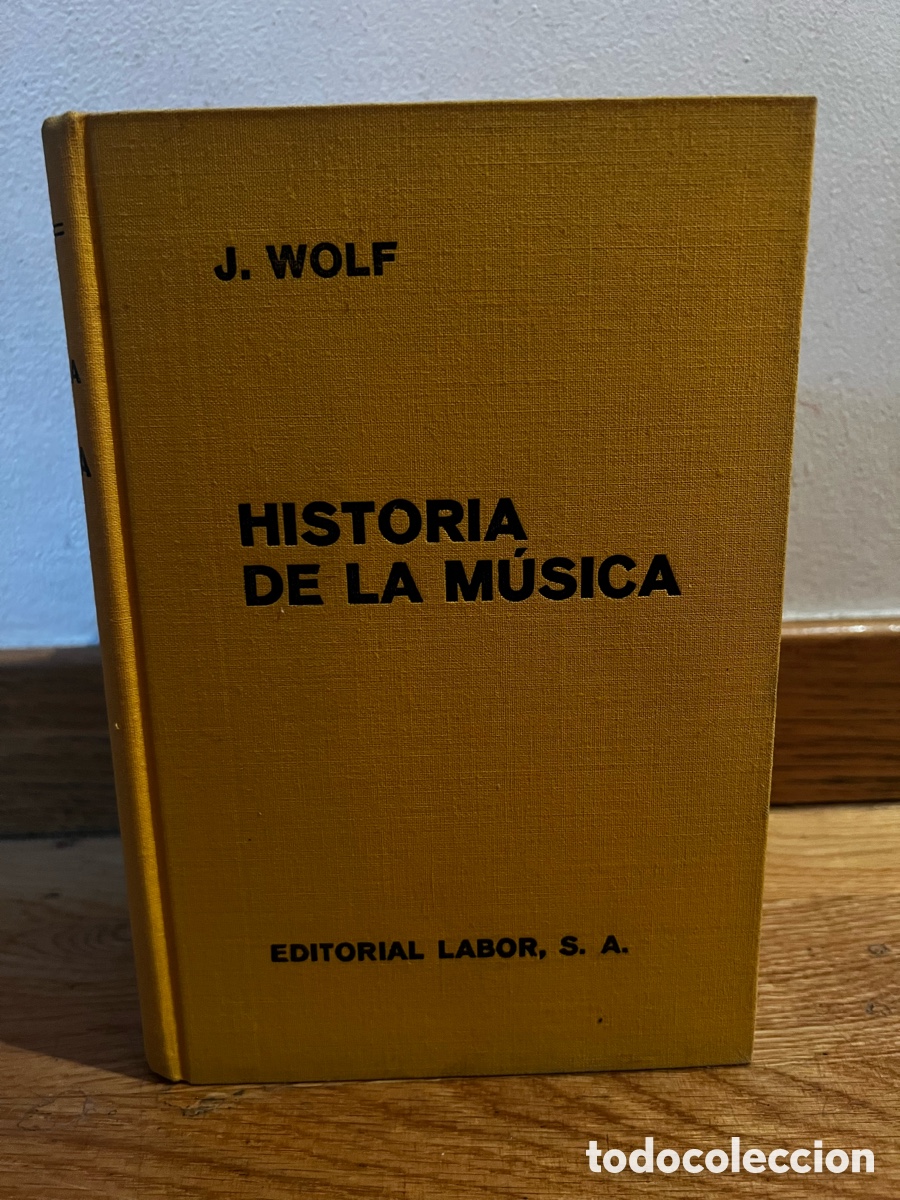 J. WOLF
HISTORIA
DE LA MÚSICA
EDITORIAL LABOR, S. A.
todocoleccion